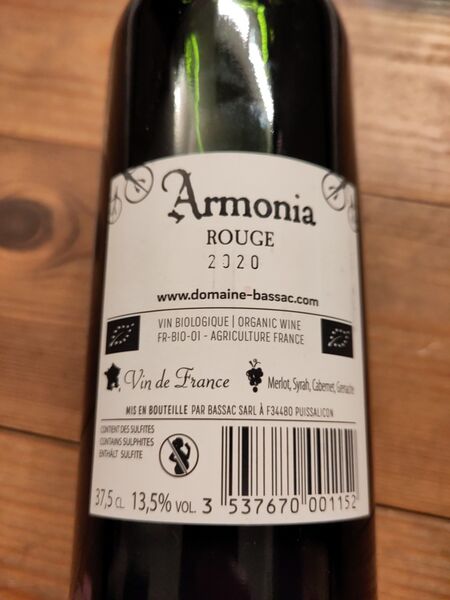 Armonia
ROUGE
2020
www.domaine-bassac.com
VIN BIOLOGIQUE | ORGANIC WINE
FR-BIO-01 - AGRICULTURE FRANCE
Vin de France
Merlot, Syrah, Cabernet, Grenache
MIS EN BOUTEILLE PAR BASSAC SARL À F34480 PUISSALICON
CONTENT DES SULFITES
CONTAINS SULPHITES
ENTHÄLT SULFITE
37,5 CL 13,5% VOL.
3 537670 001152